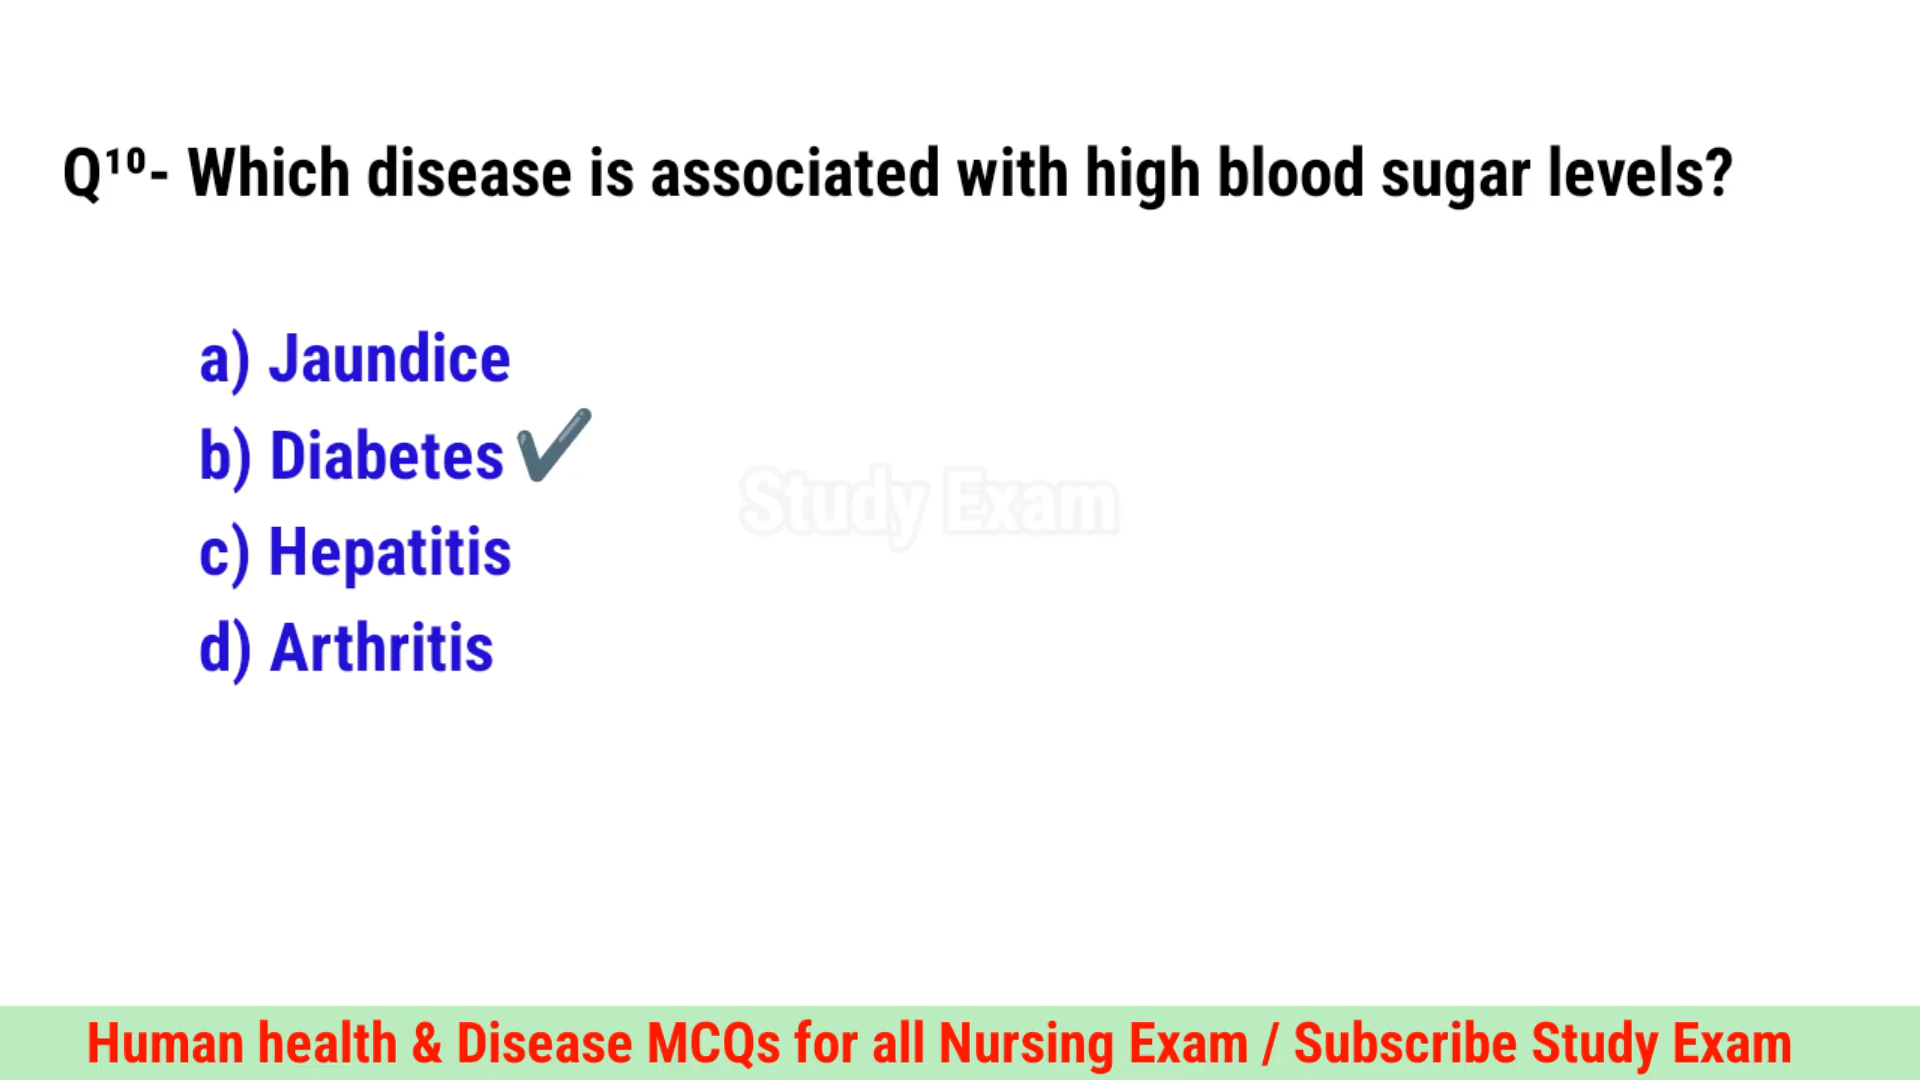 Q¹⁰- Which disease is associated with high blood sugar levels?
a) Jaundice
b) Diabetes ✔
c) Hepatitis
Study Exam
d) Arthritis
Human health & Disease MCQs for all Nursing Exam / Subscribe Study Exam